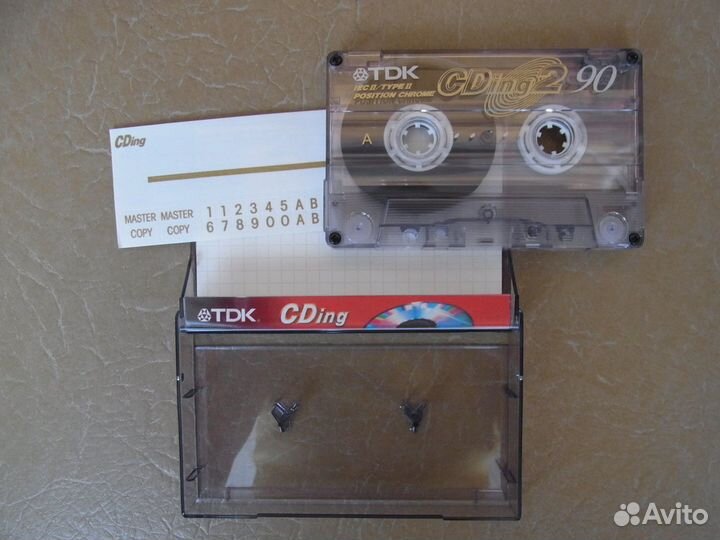 TDK
IEC II/TYPE II
POSITION CHROME
CDing2 90
A
CDing
MASTER MASTER 1 1 2 3 4 5 A B
COPY COPY 6 7 8 9 0 0 A B
TDK CDing
Avito